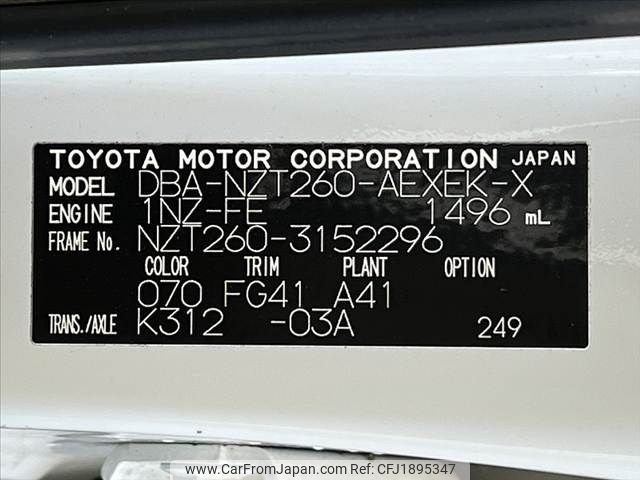 TOYOTA MOTOR CORPORATION JAPAN
MODEL DBA-NZT260-AEXEK-X
ENGINE 1NZ-FE 1496 mL
FRAME No. NZT260-3152296
COLOR TRIM PLANT OPTION
070 FG41 A41
TRANS./AXLE K312 -03A 249
www.CarFromJapan.com Ref: CFJ1895347